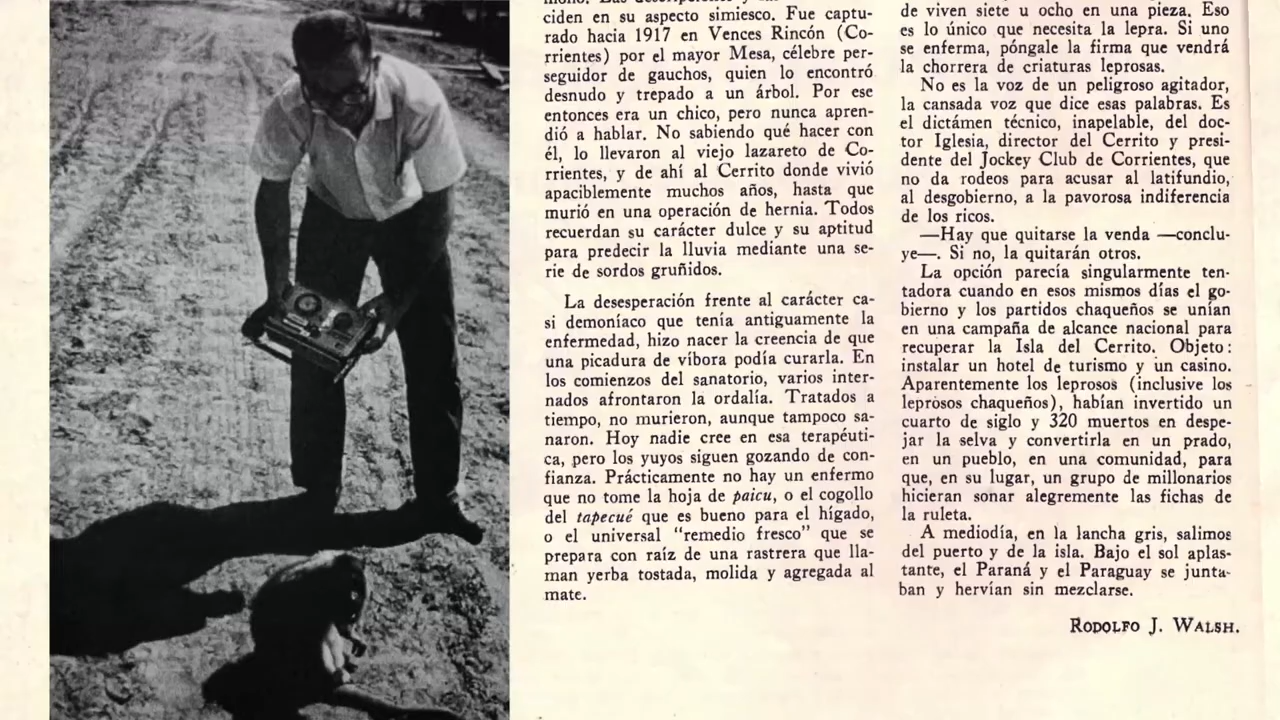 ciden en su aspecto simiesco. Fue captu-
rado hacia 1917 en Vences Rincón (Co-
rrientes) por el mayor Mesa, célebre per-
seguidor de gauchos, quien lo encontró
desnudo y trepado a un árbol. Por ese
entonces era un chico, pero nunca apren-
dió a hablar. No sabiendo qué hacer con
él, lo llevaron al viejo lazareto de Co-
rrientes, y de ahí al Cerrito donde vivió
apaciblemente muchos años, hasta que
murió en una operación de hernia. Todos
recuerdan su carácter dulce y su aptitud
para predecir la lluvia mediante una se-
rie de sordos gruñidos.
La desesperación frente al carácter ca-
si demoníaco que tenía antiguamente la
enfermedad, hizo nacer la creencia de que
una picadura de víbora podía curarla. En
los comienzos del sanatorio, varios inter-
nados afrontaron la ordalía. Tratados a
tiempo, no murieron, aunque tampoco sa-
naron. Hoy nadie cree en esa terapéuti-
ca, pero los yuyos siguen gozando de con-
fianza. Prácticamente no hay un enfermo
que no tome la hoja de paicu, o el cogollo
del tapecué que es bueno para el hígado,
o el universal “remedio fresco” que se
prepara con raíz de una rastrera que lla-
man yerba tostada, molida y agregada al
mate.
de viven siete u ocho en una pieza. Eso
es lo único que necesita la lepra. Si uno
se enferma, póngale la firma que vendrá
la chorrera de criaturas leprosas.
No es la voz de un peligroso agitador,
la cansada voz que dice esas palabras. Es
el dictámen técnico, inapelable, del doc-
tor Iglesia, director del Cerrito y presi-
dente del Jockey Club de Corrientes, que
no da rodeos para acusar al latifundio,
al desgobierno, a la pavorosa indiferencia
de los ricos.
—Hay que quitarse la venda —conclu-
ye—. Si no, la quitarán otros.
La opción parecía singularmente ten-
tadora cuando en esos mismos días el go-
bierno y los partidos chaqueños se unían
en una campaña de alcance nacional para
recuperar la Isla del Cerrito. Objeto:
instalar un hotel de turismo y un casino.
Aparentemente los leprosos (inclusive los
leprosos chaqueños), habían invertido un
cuarto de siglo y 320 muertos en despe-
jar la selva y convertirla en un prado,
en un pueblo, en una comunidad, para
que, en su lugar, un grupo de millonarios
hicieran sonar alegremente las fichas de
la ruleta.
A mediodía, en la lancha gris, salimos
del puerto y de la isla. Bajo el sol aplas-
tante, el Paraná y el Paraguay se junta-
ban y hervían sin mezclarse.
RODOLFO J. WALSH.